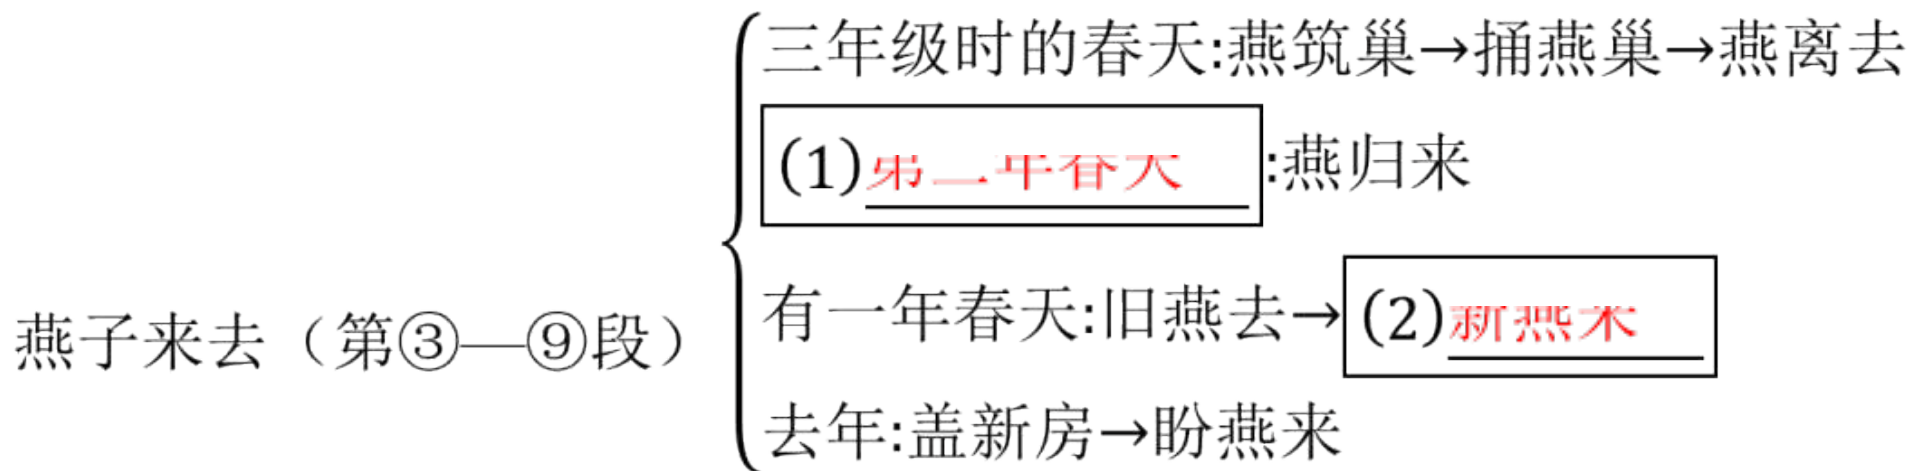 三年级时的春天:燕筑巢→捅燕巢→燕离去
(1)第二年春天:燕归来
燕子来去（第③—⑨段）
有一年春天:旧燕去→(2)新燕来
去年:盖新房→盼燕来